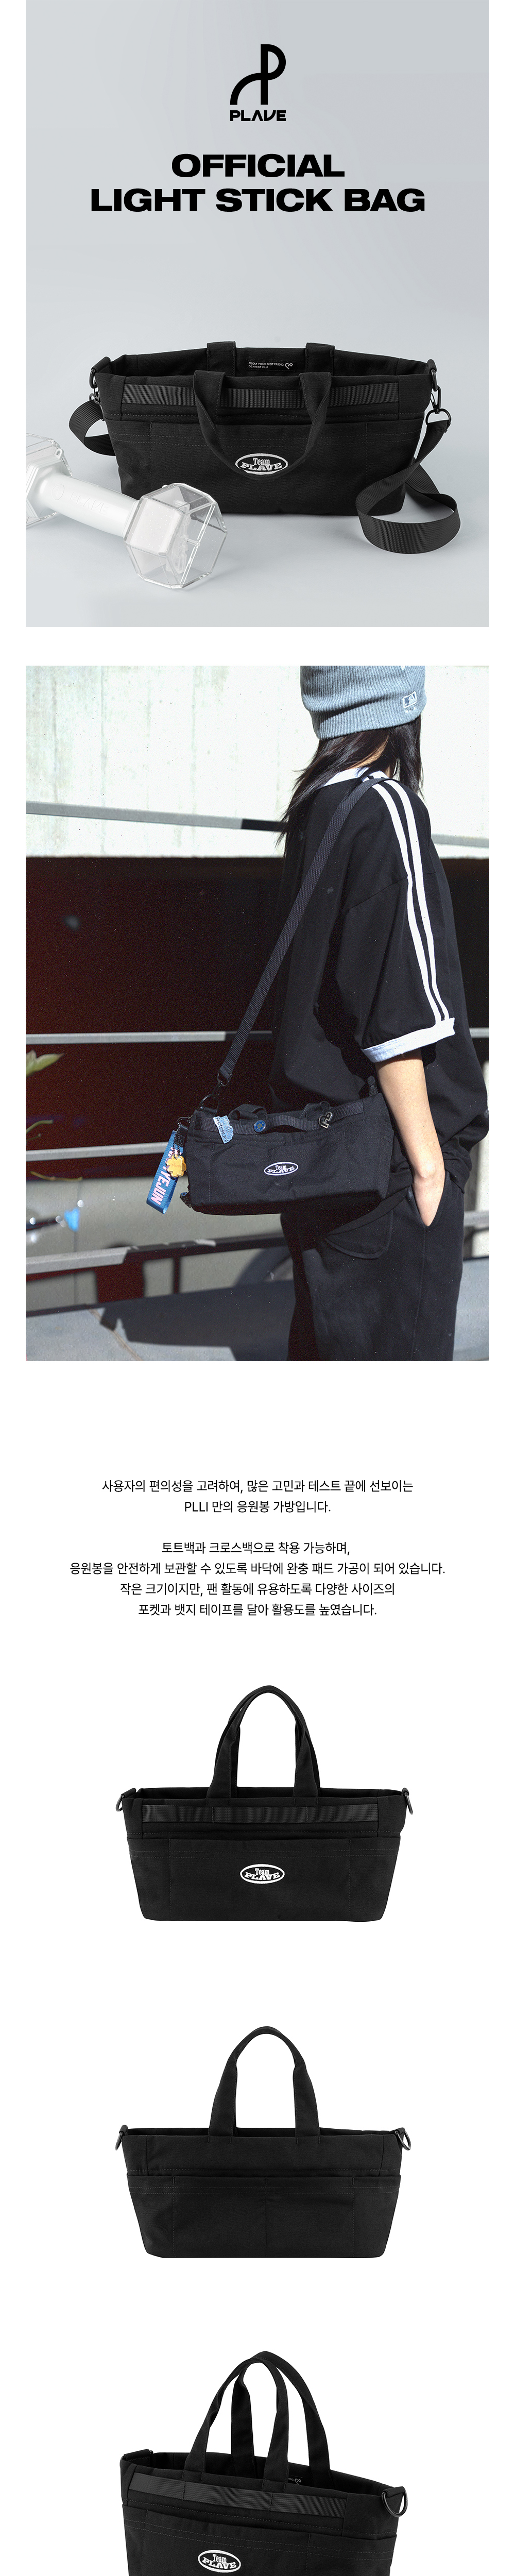 PLAVE
OFFICIAL
LIGHT STICK BAG
Team
PLAVE
Team
PLAVE
사용자의 편의성을 고려하여, 많은 고민과 테스트 끝에 선보이는
PLLI 만의 응원봉 가방입니다.
토트백과 크로스백으로 착용 가능하며,
응원봉을 안전하게 보관할 수 있도록 바닥에 완충 패드 가공이 되어 있습니다.
작은 크기이지만, 팬 활동에 유용하도록 다양한 사이즈의
포켓과 뱃지 테이프를 달아 활용도를 높였습니다.
Team
PLAVE
Team
PLAVE